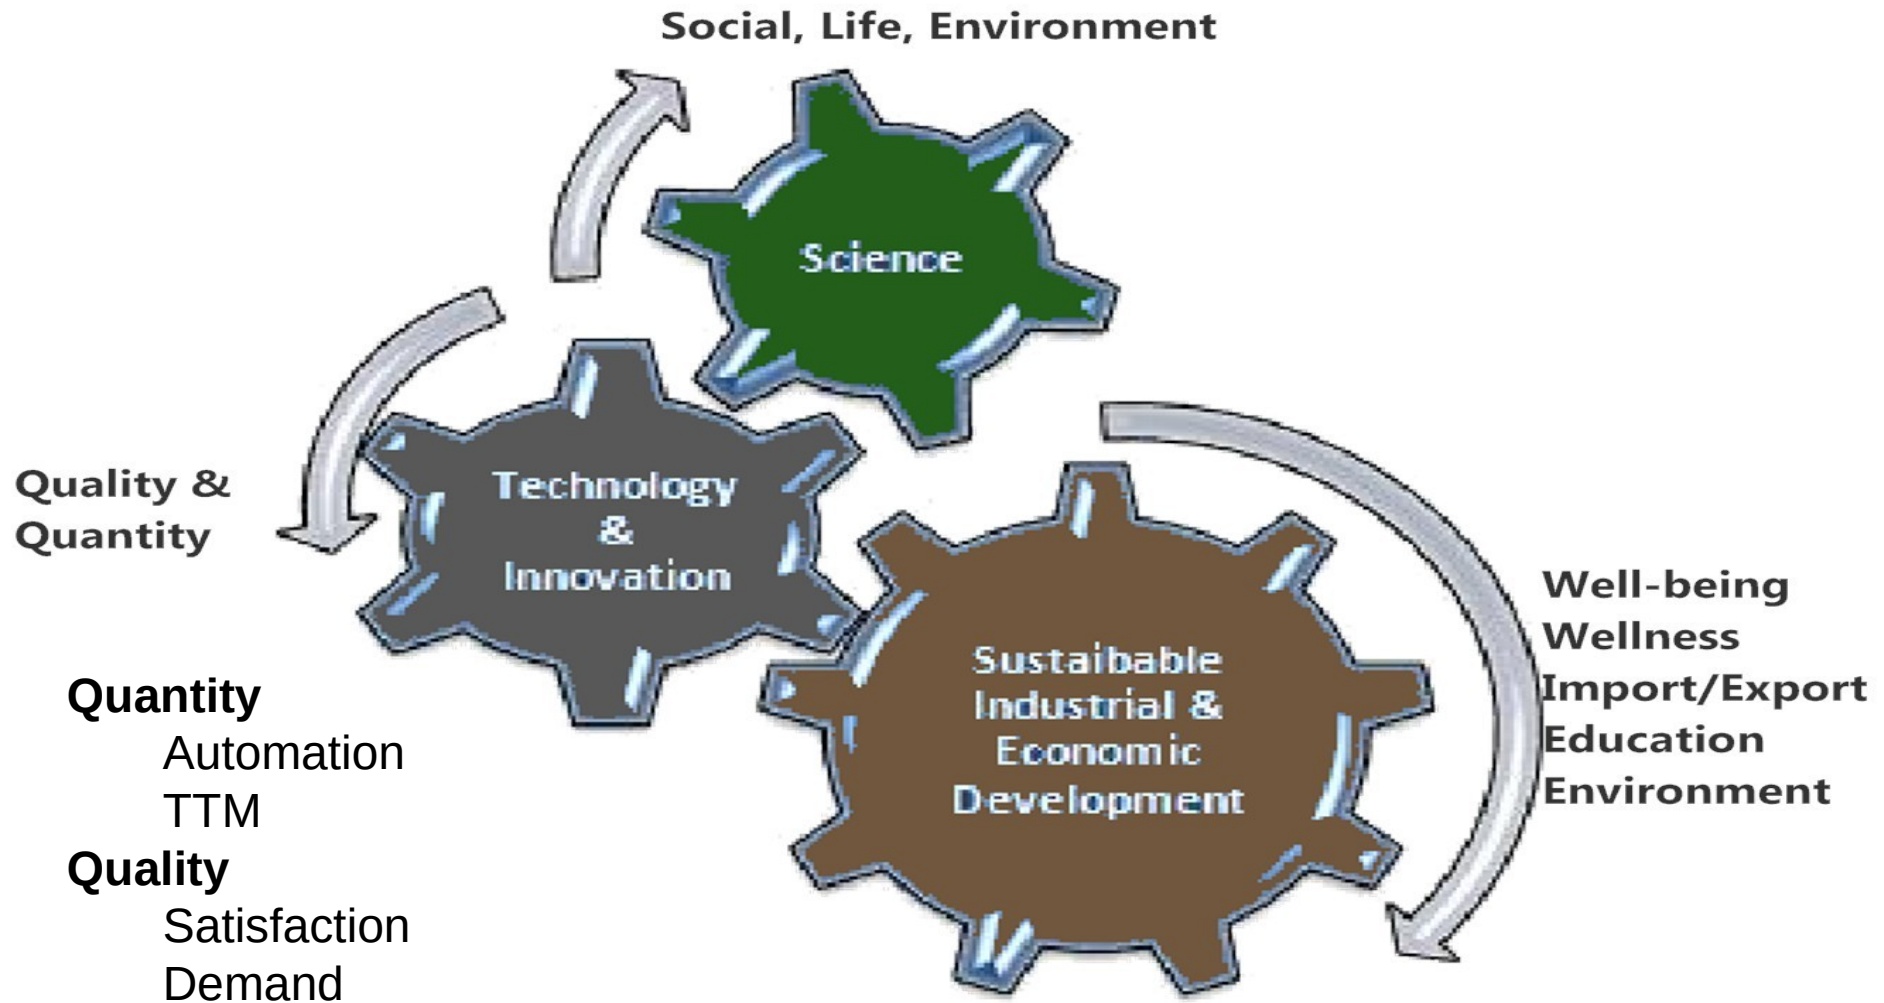 Social, Life, Environment
Science
Technology
&
Innovation
Quality &
Quantity
Sustaibable
Industrial &
Economic
Development
Well-being
Wellness
Import/Export
Education
Environment
Quantity
Automation
TTM
Quality
Satisfaction
Demand